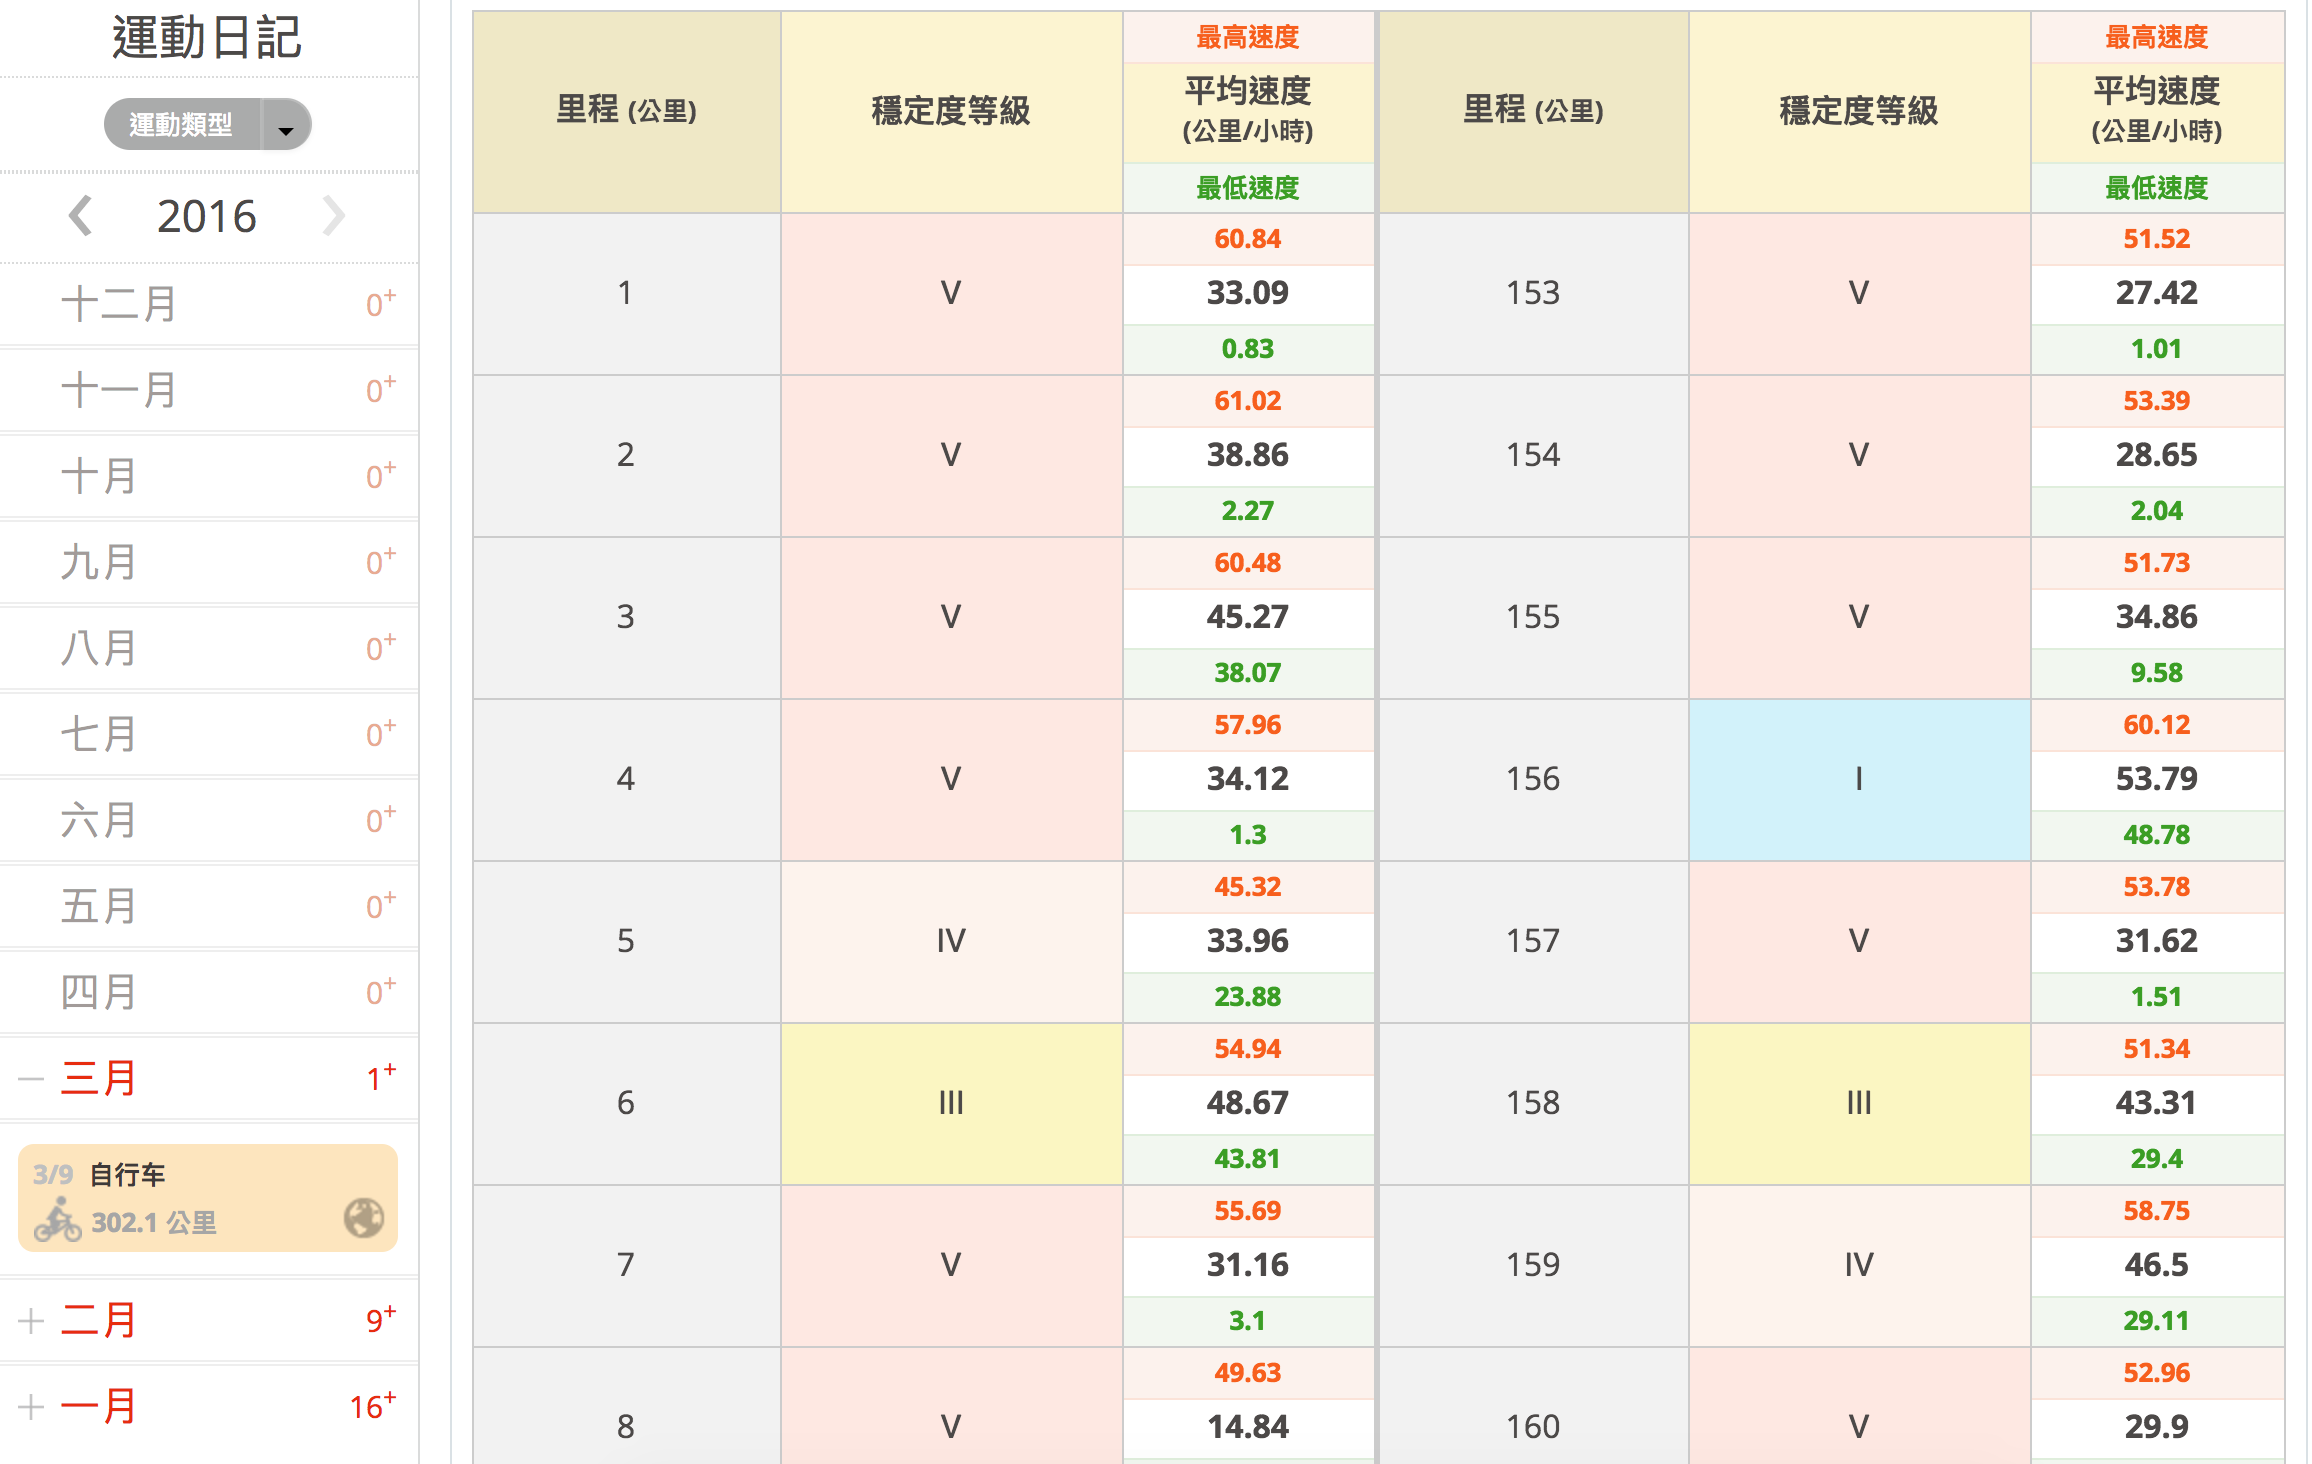 運動日記
運動類型
2016
十二月 0+
十一月 0+
十月 0+
九月 0+
八月 0+
七月 0+
六月 0+
五月 0+
四月 0+
三月 1+
3/9 自行车
302.1 公里
二月 9+
一月 16+
里程 (公里) 穩定度等級 最高速度 平均速度 (公里/小時) 最低速度
里程 (公里) 穩定度等級 最高速度 平均速度 (公里/小時) 最低速度
1 V 60.84 33.09 0.83
2 V 61.02 38.86 2.27
3 V 60.48 45.27 38.07
4 V 57.96 34.12 1.3
5 IV 45.32 33.96 23.88
6 III 54.94 48.67 43.81
7 V 55.69 31.16 3.1
8 V 49.63 14.84
153 V 51.52 27.42 1.01
154 V 53.39 28.65 2.04
155 V 51.73 34.86 9.58
156 I 60.12 53.79 48.78
157 V 53.78 31.62 1.51
158 III 51.34 43.31 29.4
159 IV 58.75 46.5 29.11
160 V 52.96 29.9